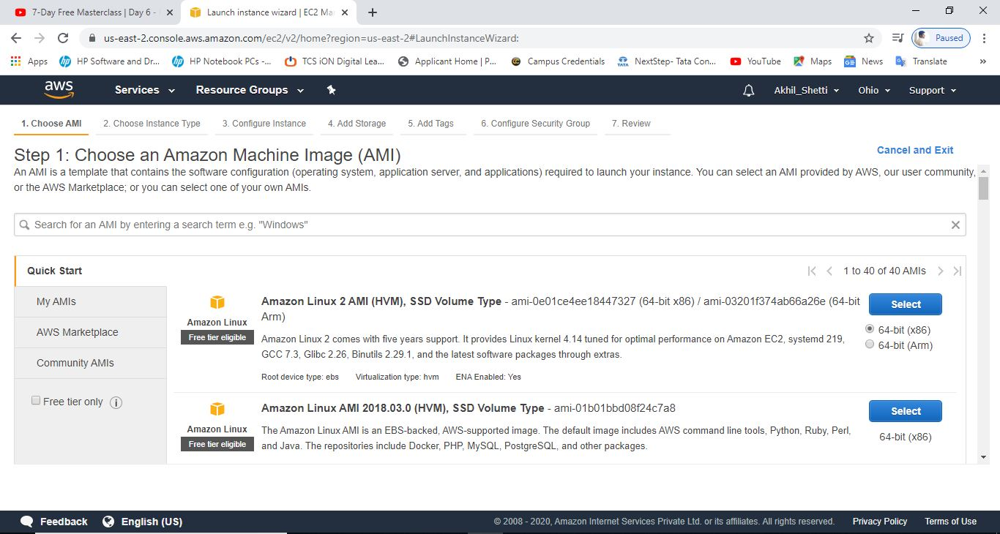 7-Day Free Masterclass | Day 6 -
Launch instance wizard | EC2 Ma
us-east-2.console.aws.amazon.com/ec2/v2/home?region=us-east-2#LaunchInstanceWizard:
Paused
Apps
HP Software and Dr...
HP Notebook PCs -...
TCS iON Digital Lea...
Applicant Home | P...
Campus Credentials
NextStep- Tata Con...
YouTube
Maps
News
Translate
aws
Services
Resource Groups
Akhil_Shetti
Ohio
Support
1. Choose AMI
2. Choose Instance Type
3. Configure Instance
4. Add Storage
5. Add Tags
6. Configure Security Group
7. Review
Step 1: Choose an Amazon Machine Image (AMI)
Cancel and Exit
An AMI is a template that contains the software configuration (operating system, application server, and applications) required to launch your instance. You can select an AMI provided by AWS, our user community,
or the AWS Marketplace; or you can select one of your own AMIs.
Search for an AMI by entering a search term e.g. "Windows"
Quick Start
1 to 40 of 40 AMIs
My AMIs
AWS Marketplace
Community AMIs
Free tier only
Amazon Linux
Free tier eligible
Amazon Linux 2 AMI (HVM), SSD Volume Type - ami-0e01ce4ee18447327 (64-bit x86) / ami-03201f374ab66a26e (64-bit
Arm)
Amazon Linux 2 comes with five years support. It provides Linux kernel 4.14 tuned for optimal performance on Amazon EC2, systemd 219,
GCC 7.3, Glibc 2.26, Binutils 2.29.1, and the latest software packages through extras.
Root device type: ebs
Virtualization type: hvm
ENA Enabled: Yes
Select
64-bit (x86)
64-bit (Arm)
Amazon Linux
Free tier eligible
Amazon Linux AMI 2018.03.0 (HVM), SSD Volume Type - ami-01b01bbd08f24c7a8
The Amazon Linux AMI is an EBS-backed, AWS-supported image. The default image includes AWS command line tools, Python, Ruby, Perl,
and Java. The repositories include Docker, PHP, MySQL, PostgreSQL, and other packages.
Select
64-bit (x86)
Feedback
English (US)
© 2008 - 2020, Amazon Internet Services Private Ltd. or its affiliates. All rights reserved.
Privacy Policy
Terms of Use